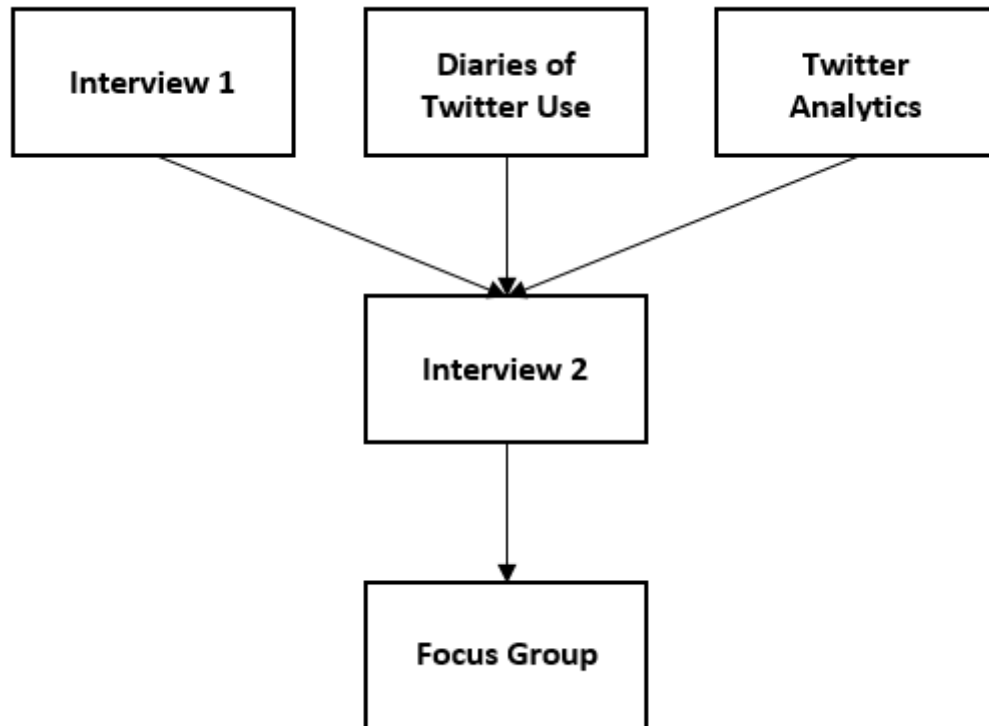 Interview 1
Diaries of
Twitter Use
Twitter
Analytics
Interview 2
Focus Group